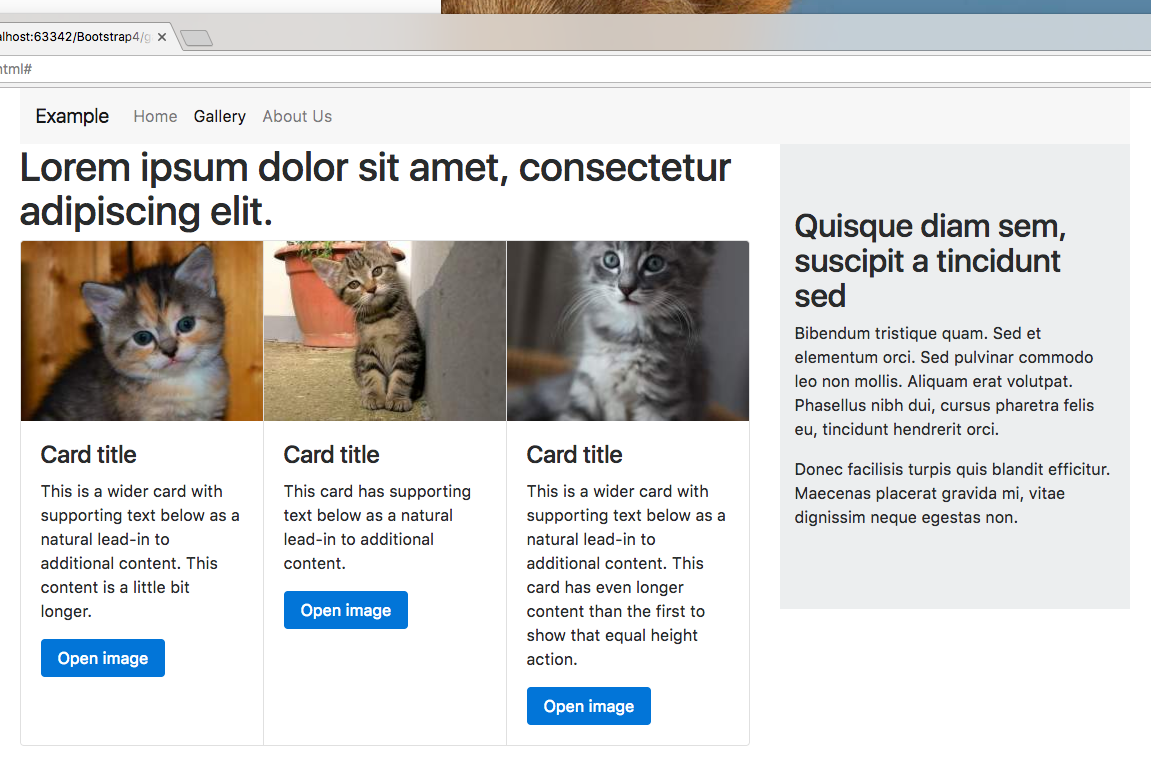 alhost:63342/Bootstrap4/g
html#
Example Home Gallery About Us
Lorem ipsum dolor sit amet, consectetur
adipiscing elit.
Card title
This is a wider card with
supporting text below as a
natural lead-in to
additional content. This
content is a little bit
longer.
Open image
Card title
This card has supporting
text below as a natural
lead-in to additional
content.
Open image
Card title
This is a wider card with
supporting text below as a
natural lead-in to
additional content. This
card has even longer
content than the first to
show that equal height
action.
Open image
Quisque diam sem,
suscipit a tincidunt
sed
Bibendum tristique quam. Sed et
elementum orci. Sed pulvinar commodo
leo non mollis. Aliquam erat volutpat.
Phasellus nibh dui, cursus pharetra felis
eu, tincidunt hendrerit orci.
Donec facilisis turpis quis blandit efficitur.
Maecenas placerat gravida mi, vitae
dignissim neque egestas non.